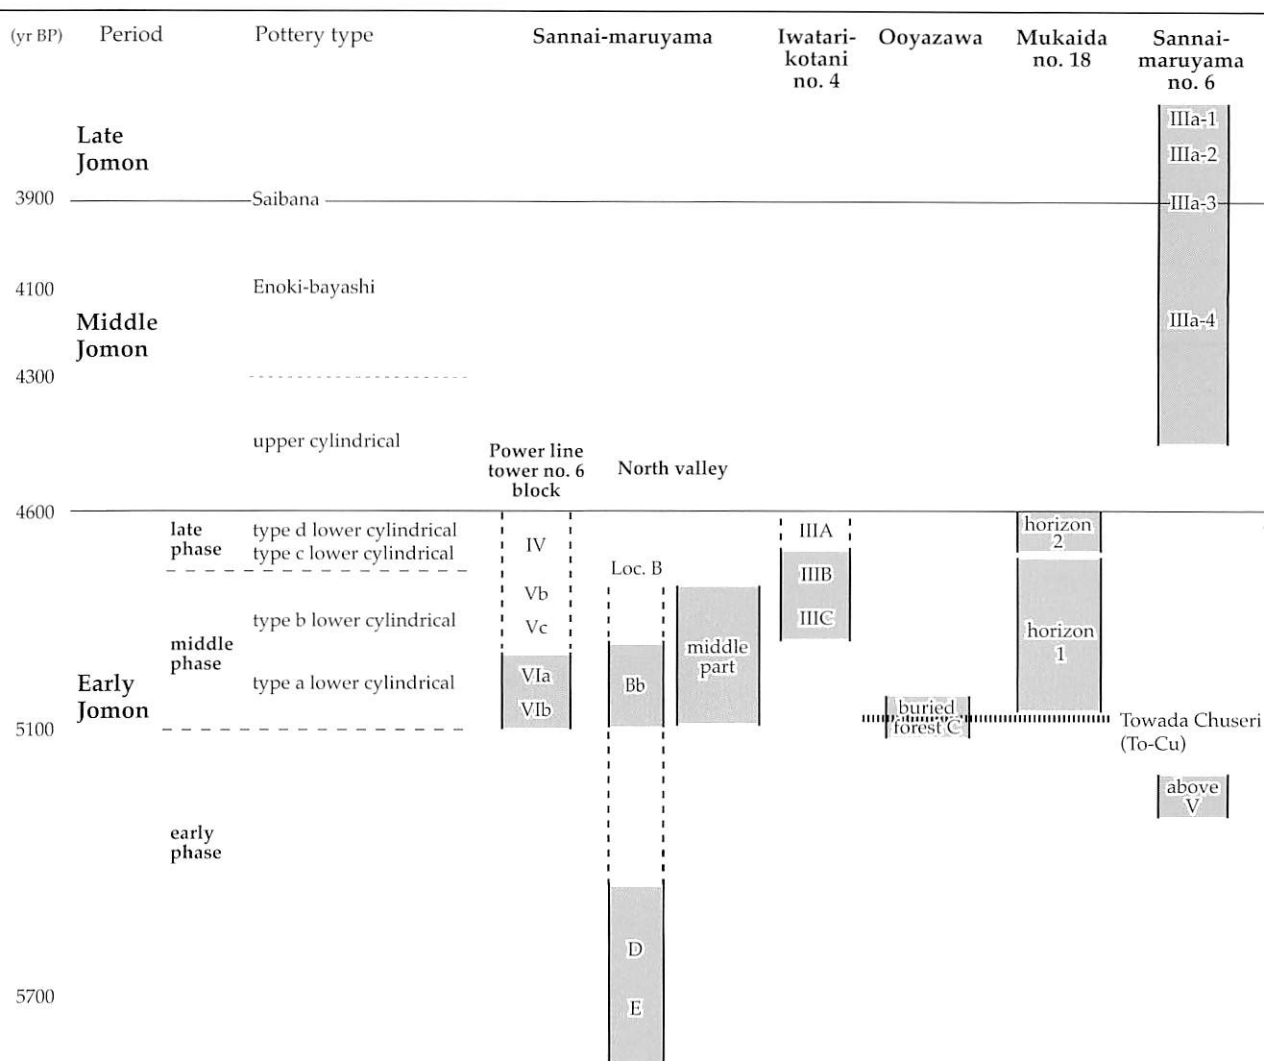 (yr BP) Period Pottery type Sannai-maruyama Iwatari-kotani no. 4 Ooyazawa Mukaida no. 18 Sannai-maruyama no. 6
IIIa-1
Late Jomon
IIIa-2
3900 Saibana IIIa-3
4100 Enoki-bayashi
Middle Jomon
IIIa-4
4300
upper cylindrical
Power line tower no. 6 block
North valley
4600
late phase
type d lower cylindrical
type c lower cylindrical
IV
IIIA
horizon 2
Loc. B
IIIB
Vb
type b lower cylindrical
Vc
IIIC
middle phase
middle part
horizon 1
Early Jomon
type a lower cylindrical
VIa
Bb
VIb
buried forest C
5100
Towada Chuseri (To-Cu)
above V
early phase
D
5700
E